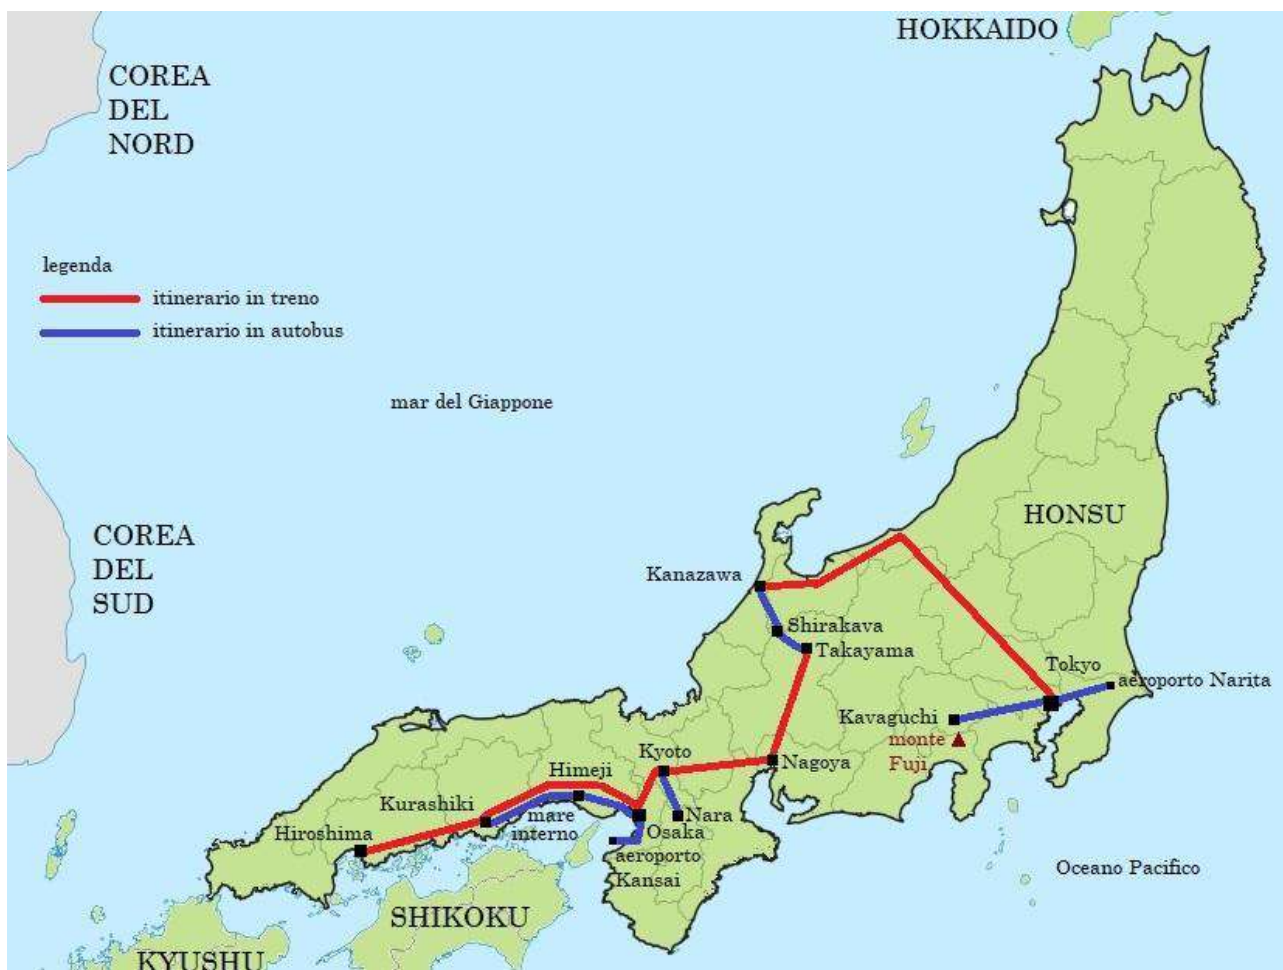 HOKKAIDO
COREA
DEL
NORD
legenda
itinerario in treno
itinerario in autobus
mar del Giappone
HONSU
COREA
DEL
SUD
Kanazawa
Shirakava
Takayama
Tokyo
aeroporto Narita
Kavaguchi
monte
Fuji
Kyoto
Nagoya
Himeji
Kurashiki
mare
interno
Nara
Hiroshima
Osaka
aeroporto
Kansai
Oceano Pacifico
SHIKOKU
KYUSHU